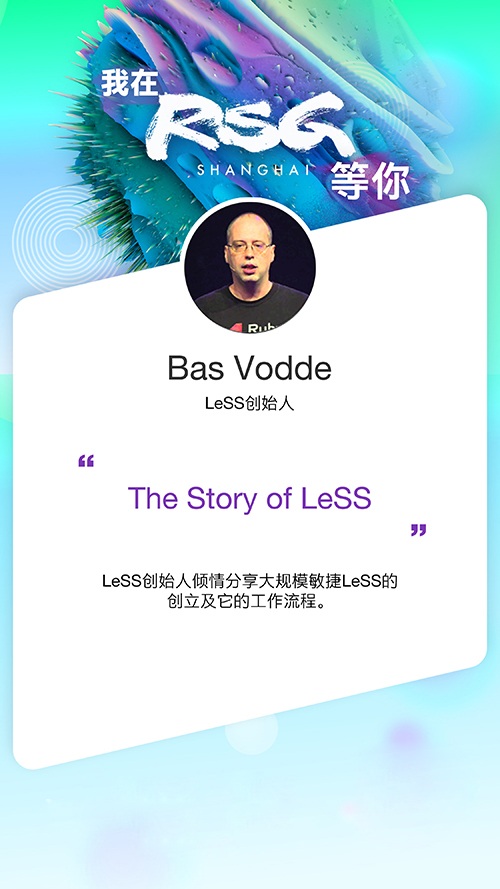 我在
RSG
SHANGHAI
等你
Bas Vodde
LeSS创始人
“
The Story of LeSS
”
LeSS创始人倾情分享大规模敏捷LeSS的
创立及它的工作流程。